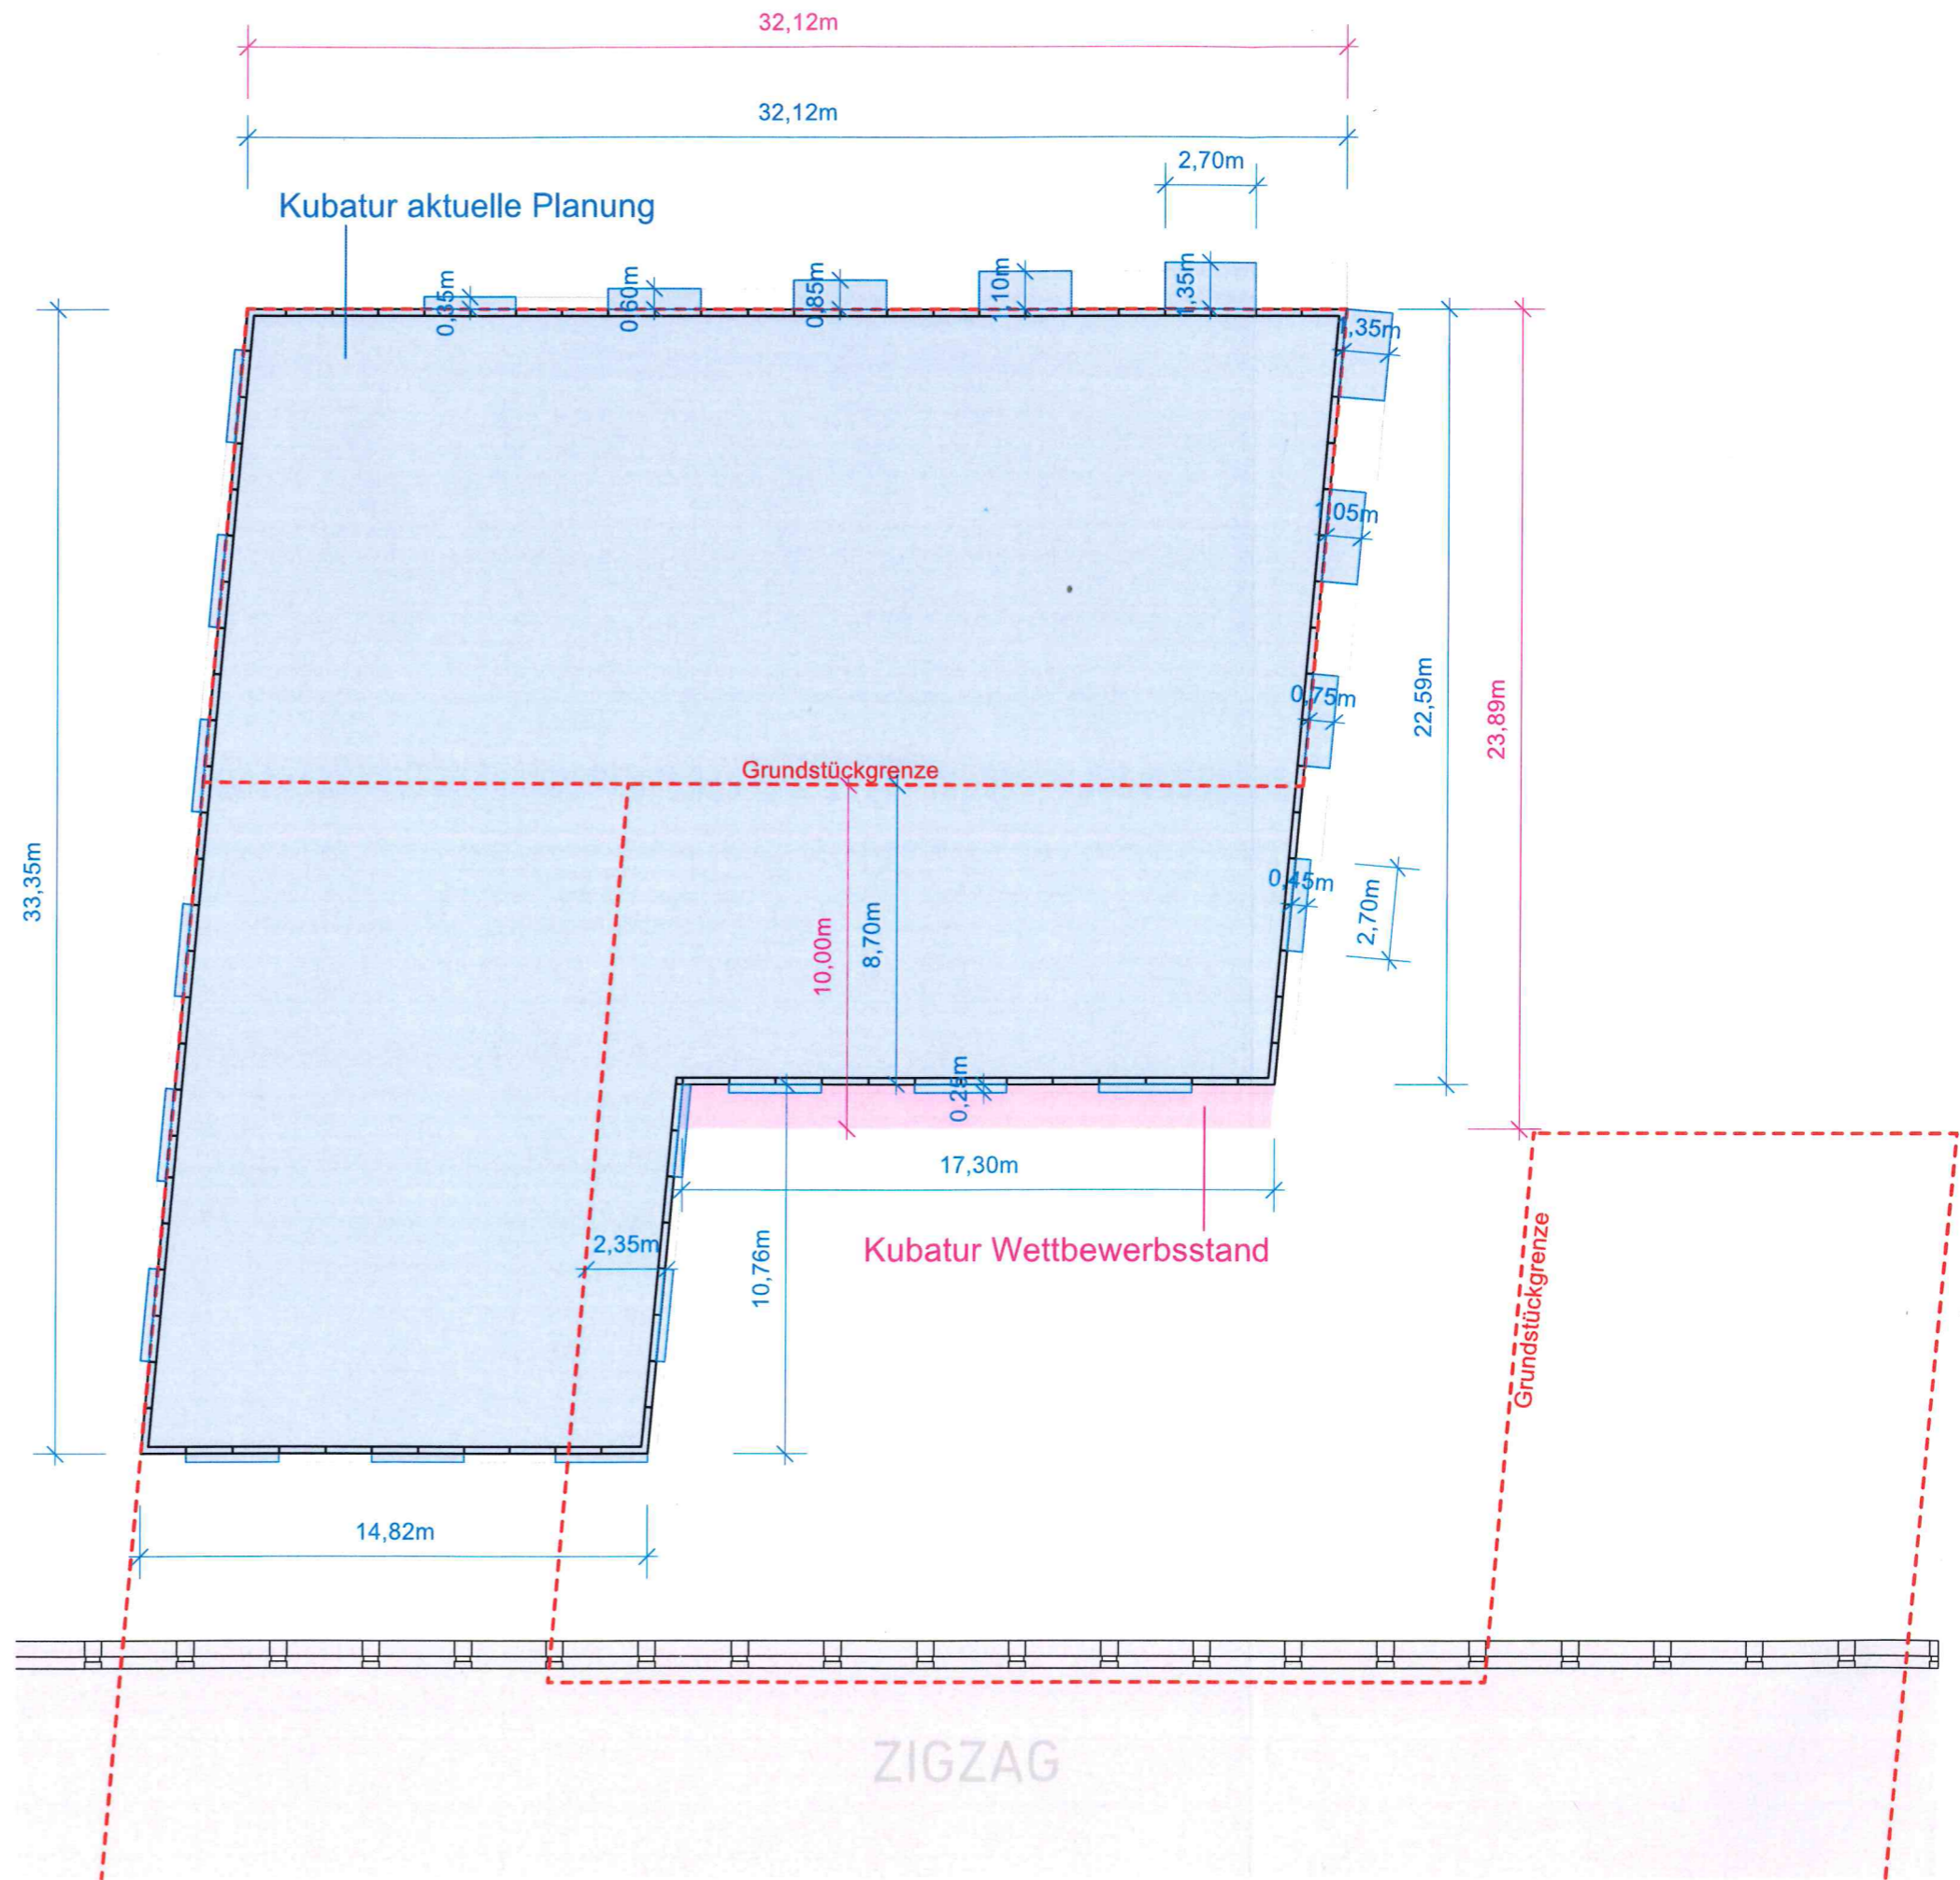 32,12m
32,12m
2,70m
Kubatur aktuelle Planung
0,35m
0,60m
0,85m
1,10m
1,35m
1,35m
1,05m
22,59m
23,89m
0,75m
Grundstückgrenze
33,35m
0,45m
2,70m
10,00m
8,70m
0,25m
17,30m
2,35m
10,76m
Kubatur Wettbewerbsstand
Grundstückgrenze
14,82m
ZIGZAG